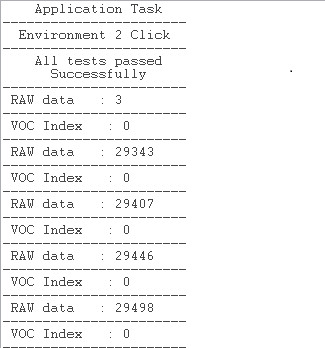 Application Task
------------------------
Environment 2 Click
------------------------
All tests passed
Successfully
------------------------
RAW data   : 3
------------------------
VOC Index   : 0
------------------------
RAW data   : 29343
------------------------
VOC Index   : 0
------------------------
RAW data   : 29407
------------------------
VOC Index   : 0
------------------------
RAW data   : 29446
------------------------
VOC Index   : 0
------------------------
RAW data   : 29498
------------------------
VOC Index   : 0
------------------------